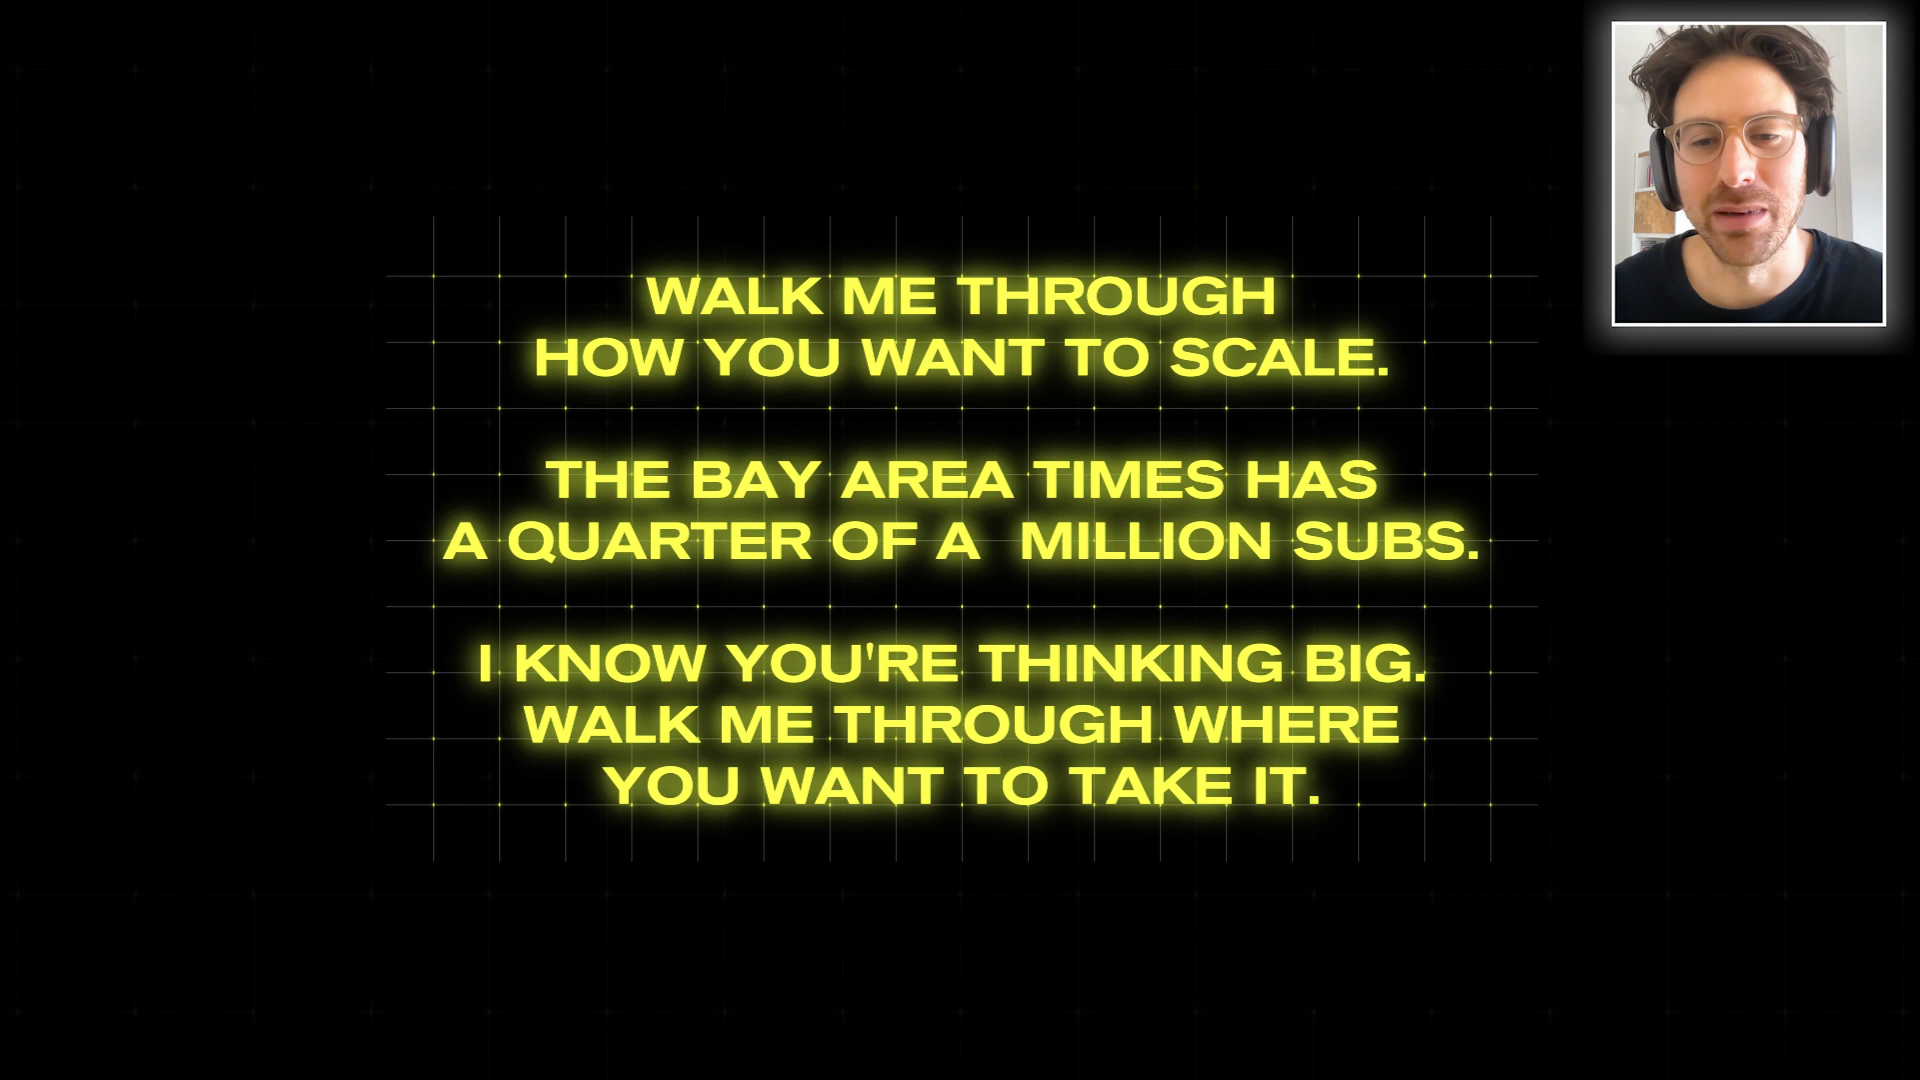 WALK ME THROUGH
HOW YOU WANT TO SCALE.
THE BAY AREA TIMES HAS
A QUARTER OF A  MILLION SUBS.
I KNOW YOU'RE THINKING BIG.
WALK ME THROUGH WHERE
YOU WANT TO TAKE IT.